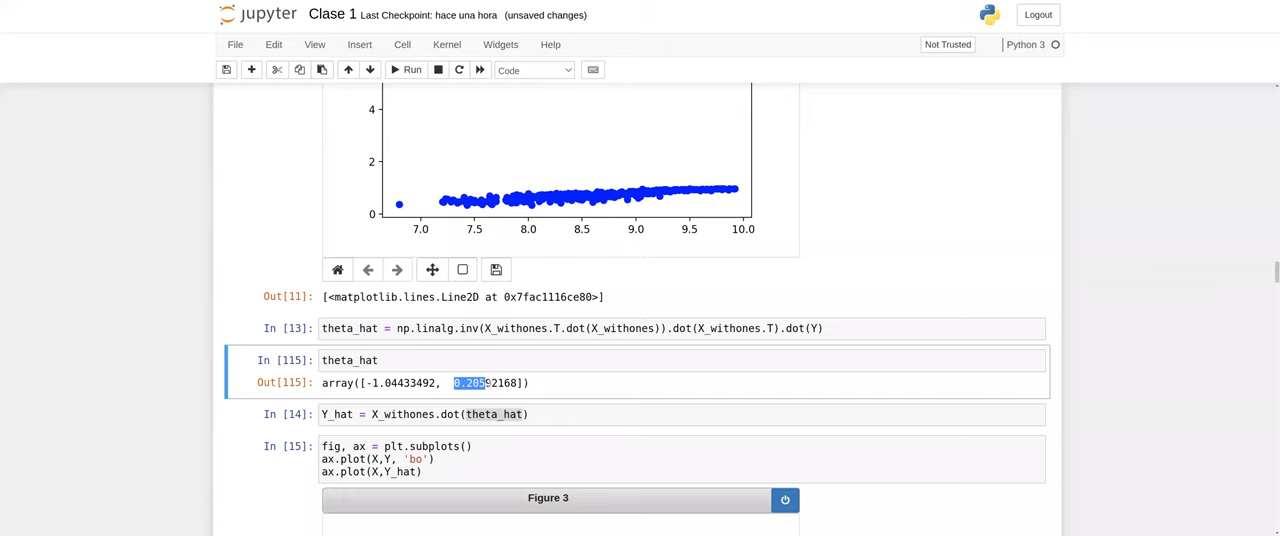 jupyter Clase 1 Last Checkpoint: hace una hora (unsaved changes) Logout
File Edit View Insert Cell Kernel Widgets Help Not Trusted Python 3
Run Code
4
2
0
7.0 7.5 8.0 8.5 9.0 9.5 10.0
Out[11]: [<matplotlib.lines.Line2D at 0x7fac1116ce80>]
In [13]: theta_hat = np.linalg.inv(X_withones.T.dot(X_withones)).dot(X_withones.T).dot(Y)
In [115]: theta_hat
Out[115]: array([-1.04433492, 0.20592168])
In [14]: Y_hat = X_withones.dot(theta_hat)
In [15]: fig, ax = plt.subplots()
ax.plot(X,Y, 'bo')
ax.plot(X,Y_hat)
Figure 3